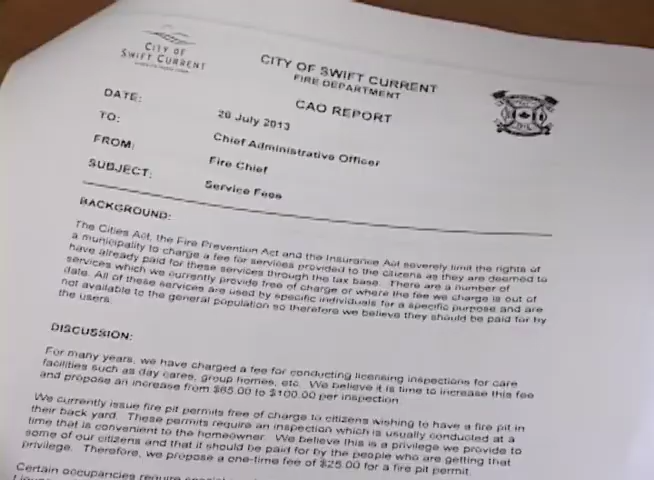 CITY OF
SWIFT CURRENT
CITY OF SWIFT CURRENT
FIRE DEPARTMENT
CAO REPORT
DATE: 26 July 2013
TO: Chief Administrative Officer
FROM: Fire Chief
SUBJECT: Service Fees
BACKGROUND:
The Cities Act, the Fire Prevention Act and the Insurance Act severely limit the rights of
a municipality to charge a fee for services provided to the citizens as they are deemed to
have already paid for these services through the tax base. There are a number of
services which we currently provide free of charge or where the fee we charge is out of
date. All of these services are used by specific individuals for a specific purpose and are
not available to the general population so therefore we believe they should be paid for by
the users.
DISCUSSION:
For many years, we have charged a fee for conducting licensing inspections for care
facilities such as day cares, group homes, etc. We believe it is time to increase this fee
and propose an increase from $65.00 to $100.00 per inspection.
We currently issue fire pit permits free of charge to citizens wishing to have a fire pit in
their back yard. These permits require an inspection which is usually conducted at a
time that is convenient to the homeowner. We believe this is a privilege we provide to
some of our citizens and that it should be paid for by the people who are getting that
privilege. Therefore, we propose a one-time fee of $25.00 for a fire pit permit.
Certain occupancies require